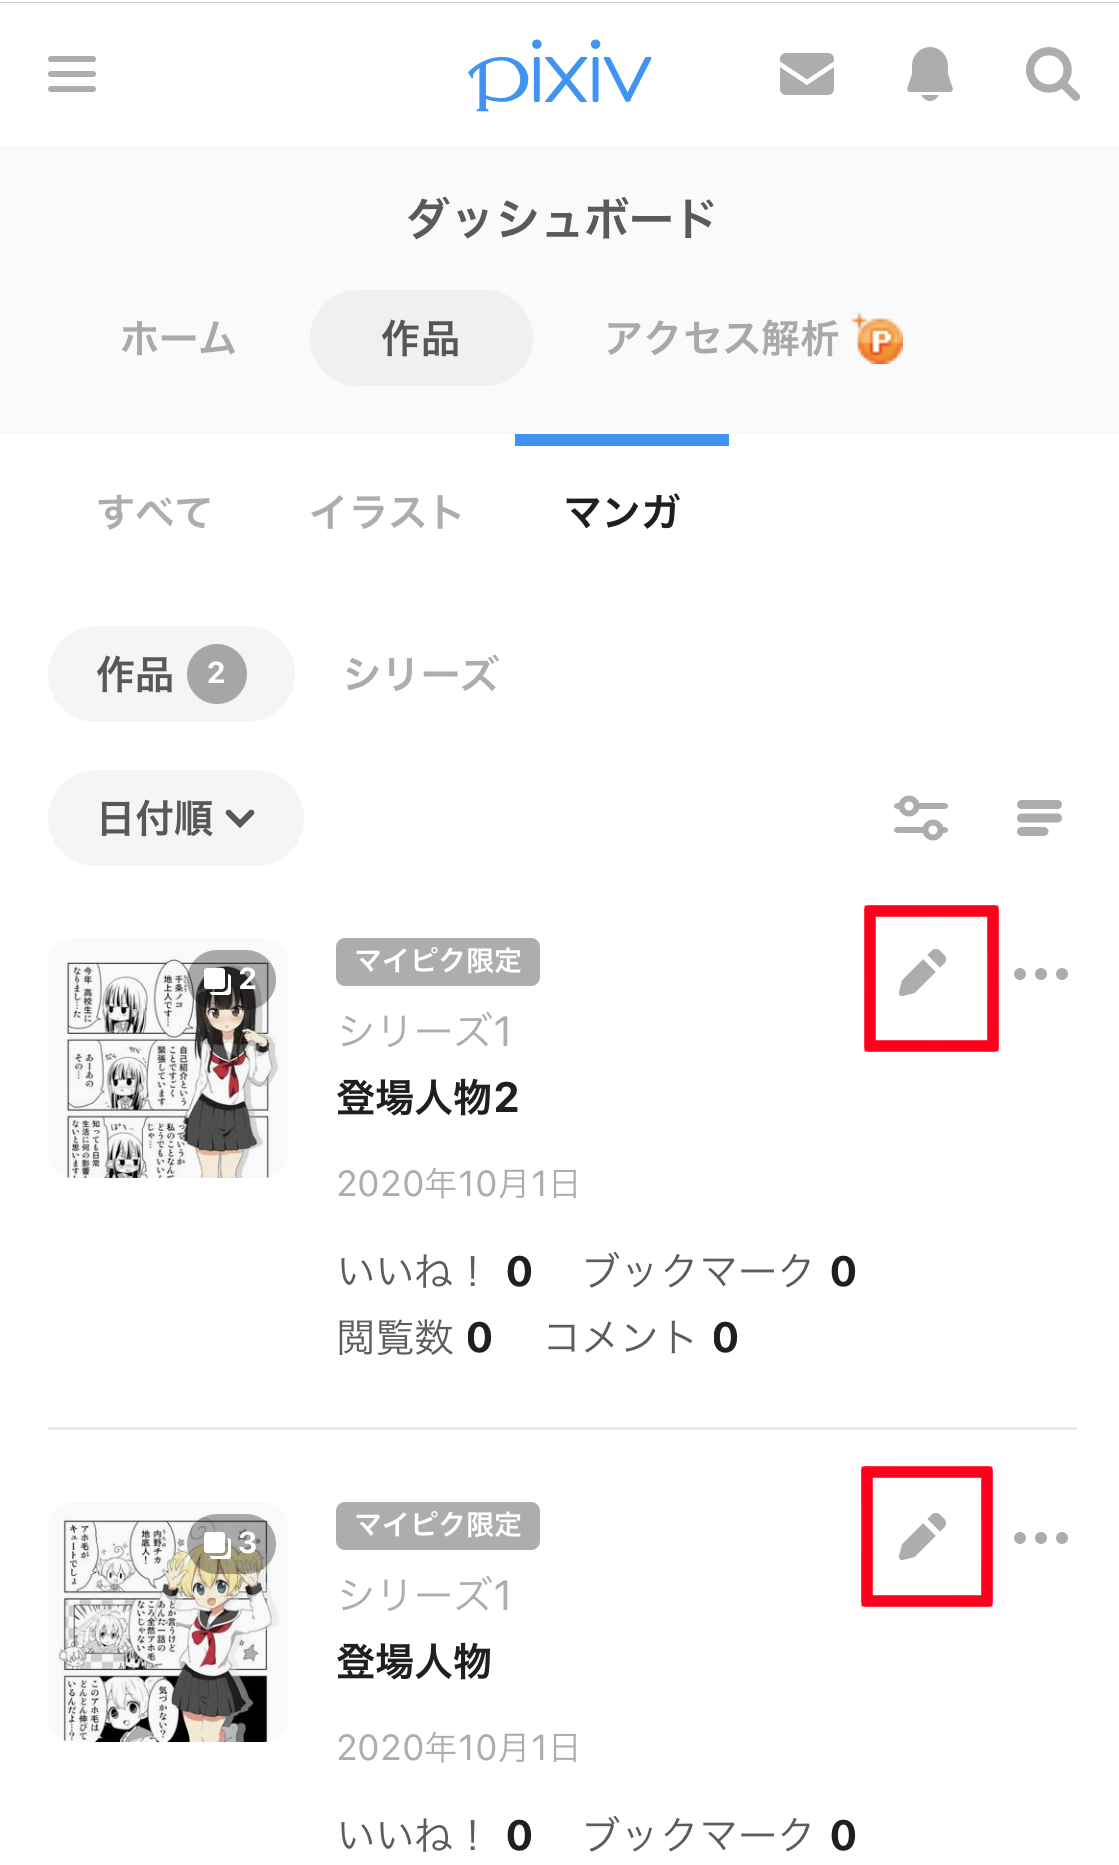 pixiv
ダッシュボード
ホーム
作品
アクセス解析
P
すべて
イラスト
マンガ
作品 2
シリーズ
日付順
2
今年 高校生に
なりまし…た
千条ノコ
地上人です…
あーあの
その…
自己紹介という
ことですごく
緊張しています
知っても日常
生活に何の影響も
ないと思います
っていうか
私のことなんて
どうでもいい
じゃ…
マイピク限定
シリーズ1
登場人物2
2020年10月1日
いいね！ 0 ブックマーク 0
閲覧数 0 コメント 0
3
アホ毛が
キュートでしょ
内野チカ
地底人！
とか言うけど
あんた一話の
ころ全然アホ毛
ないじゃない
このアホ毛は
どんどん伸びて
いるんだよ…？
気づかない？
マイピク限定
シリーズ1
登場人物
2020年10月1日
いいね！ 0 ブックマーク 0